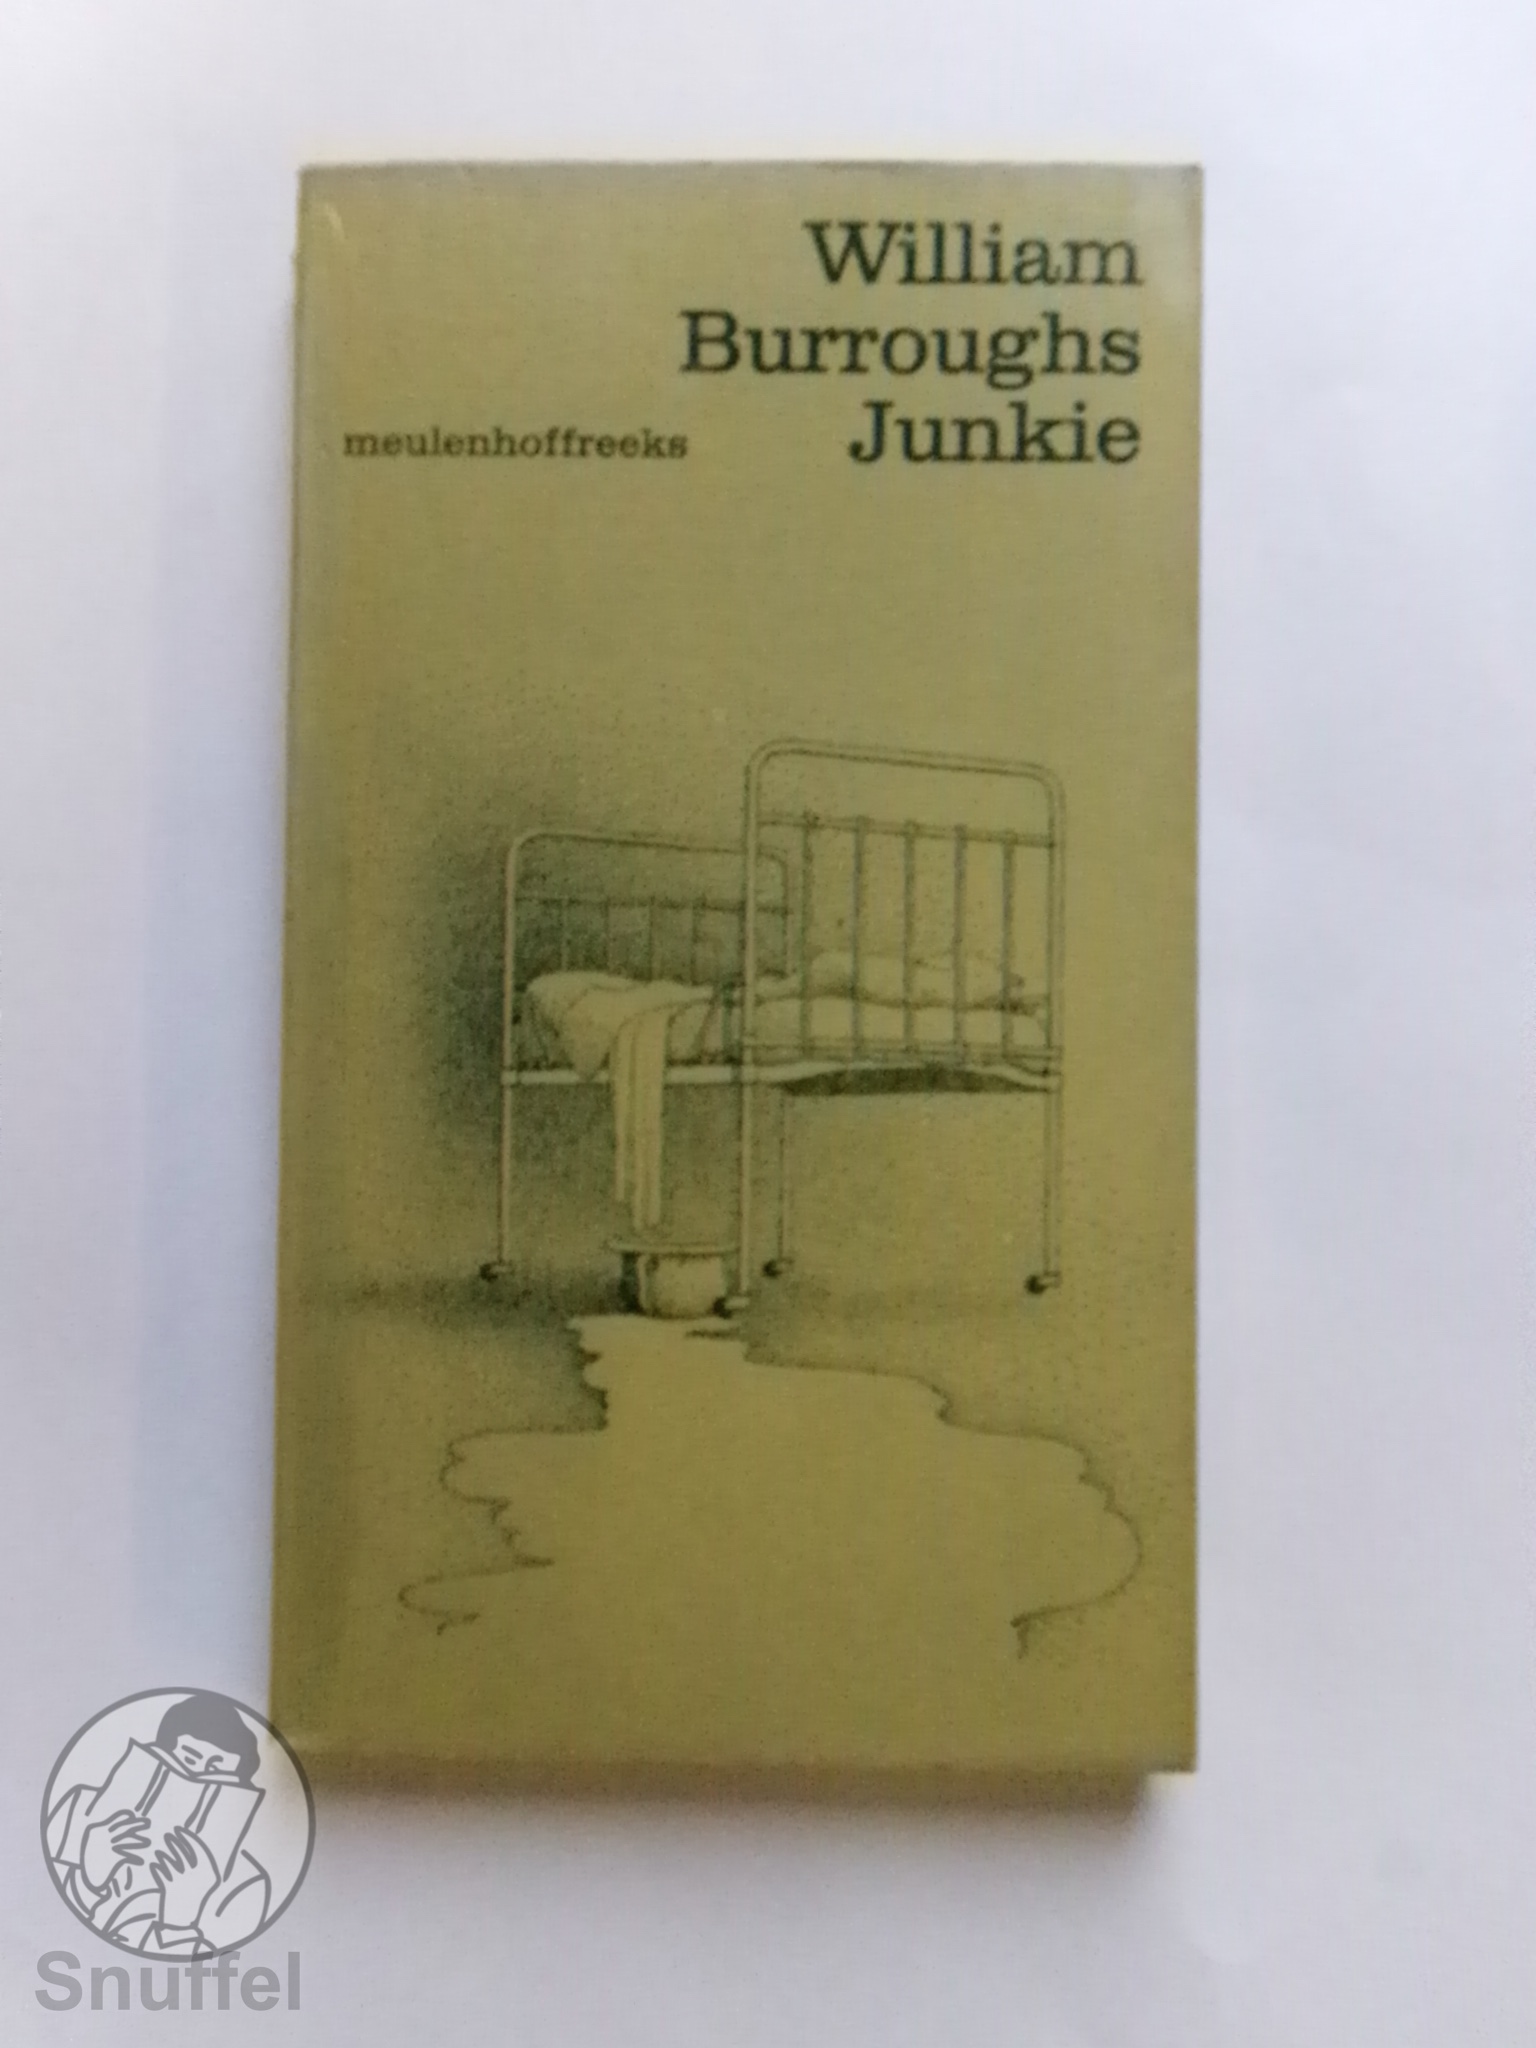 William
Burroughs
Junkie
meulenhoffreeks
Snuffel